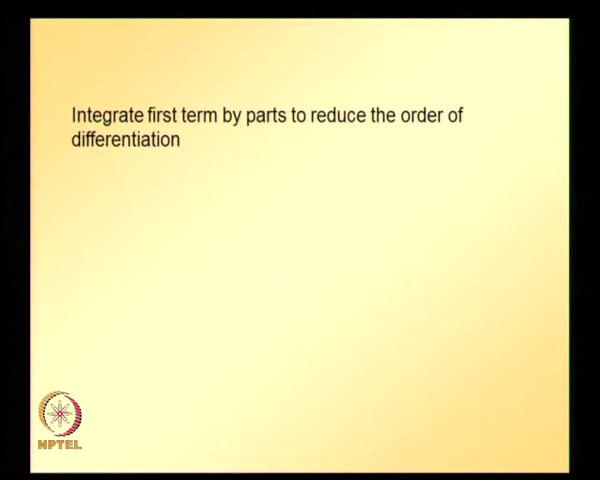 Integrate first term by parts to reduce the order of
differentiation
NPTEL